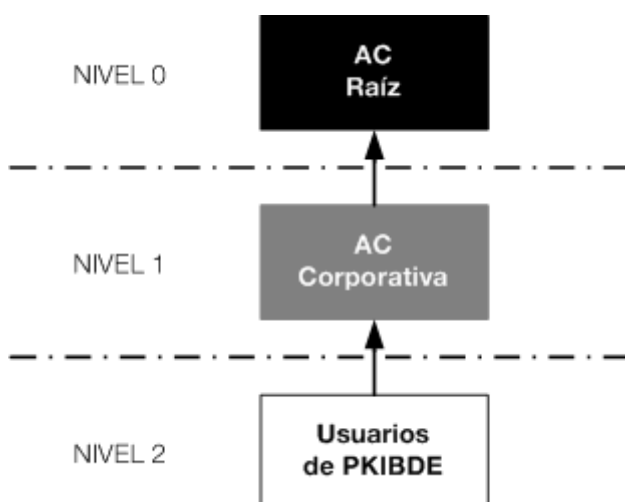 NIVEL 0
AC
Raíz
NIVEL 1
AC
Corporativa
NIVEL 2
Usuarios
de PKIBDE